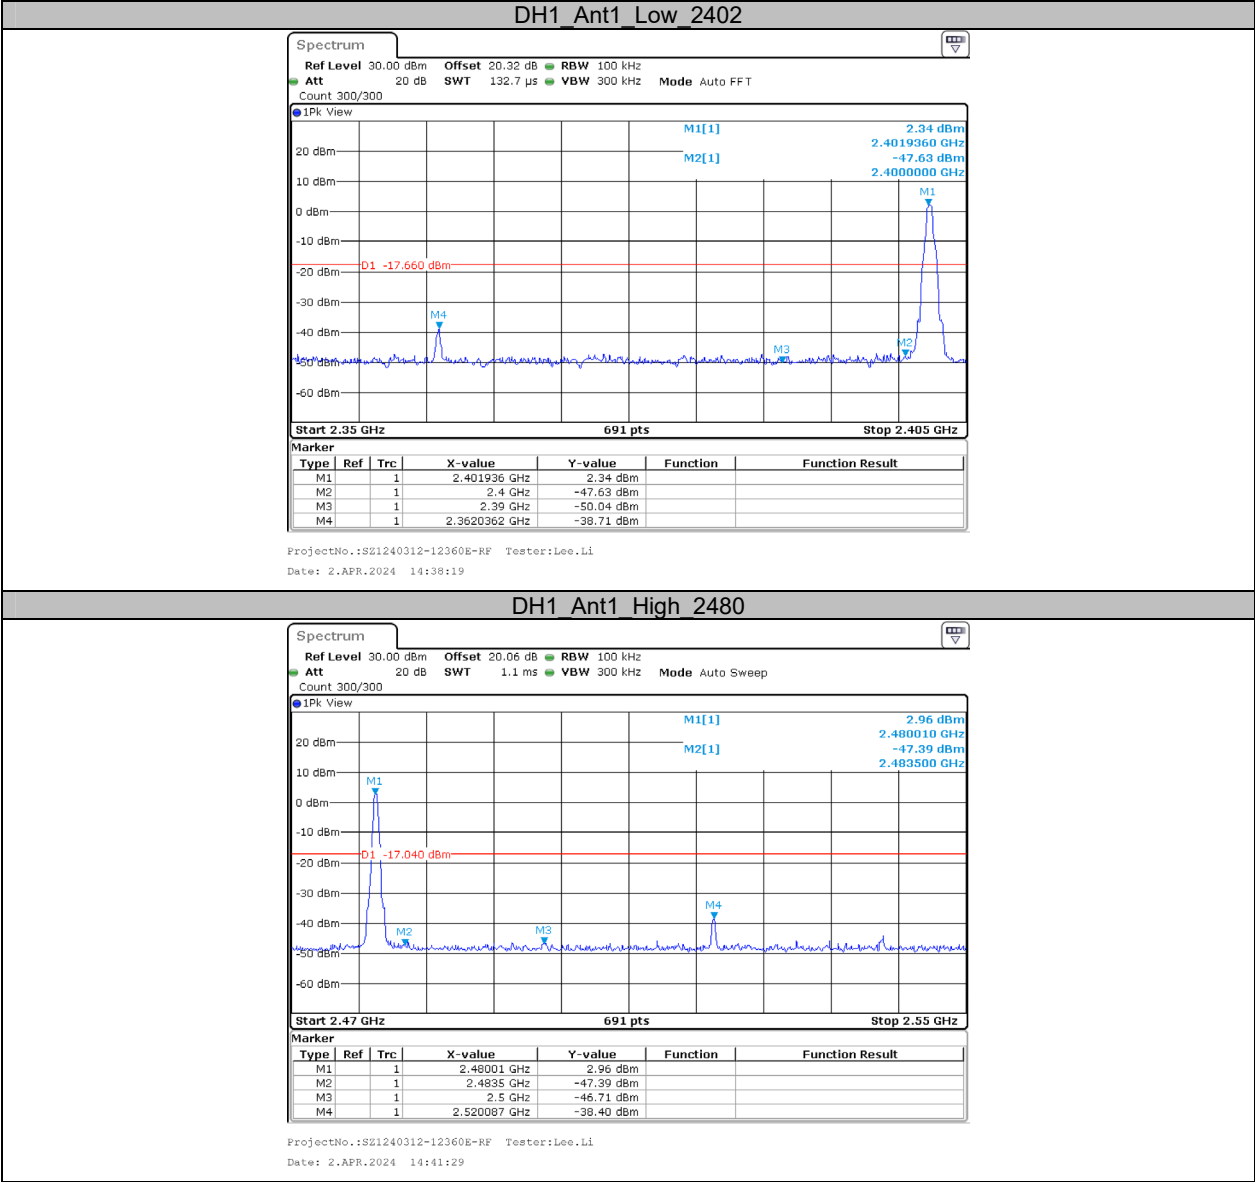 DH1_Ant1_Low_2402
Spectrum
Ref Level 30.00 dBm Offset 20.32 dB RBW 100 kHz
Att 20 dB SWT 132.7 µs VBW 300 kHz Mode Auto FFT
Count 300/300
1Pk View
M1[1] 2.34 dBm
2.4019360 GHz
M2[1] -47.63 dBm
2.4000000 GHz
20 dBm
10 dBm
M1
0 dBm
-10 dBm
D1 -17.660 dBm
-20 dBm
-30 dBm
M4
-40 dBm
M2
M3
-50 dBm
-60 dBm
Start 2.35 GHz 691 pts Stop 2.405 GHz
Marker
Type Ref Trc X-value Y-value Function Function Result
M1 1 2.401936 GHz 2.34 dBm
M2 1 2.4 GHz -47.63 dBm
M3 1 2.39 GHz -50.04 dBm
M4 1 2.3620362 GHz -38.71 dBm
ProjectNo.:SZ1240312-12360E-RF Tester:Lee.Li
Date: 2.APR.2024 14:38:19
DH1_Ant1_High_2480
Spectrum
Ref Level 30.00 dBm Offset 20.06 dB RBW 100 kHz
Att 20 dB SWT 1.1 ms VBW 300 kHz Mode Auto Sweep
Count 300/300
1Pk View
M1[1] 2.96 dBm
2.480010 GHz
M2[1] -47.39 dBm
2.483500 GHz
20 dBm
10 dBm
M1
0 dBm
-10 dBm
D1 -17.040 dBm
-20 dBm
-30 dBm
M4
-40 dBm
M2 M3
-50 dBm
-60 dBm
Start 2.47 GHz 691 pts Stop 2.55 GHz
Marker
Type Ref Trc X-value Y-value Function Function Result
M1 1 2.48001 GHz 2.96 dBm
M2 1 2.4835 GHz -47.39 dBm
M3 1 2.5 GHz -46.71 dBm
M4 1 2.520087 GHz -38.40 dBm
ProjectNo.:SZ1240312-12360E-RF Tester:Lee.Li
Date: 2.APR.2024 14:41:29